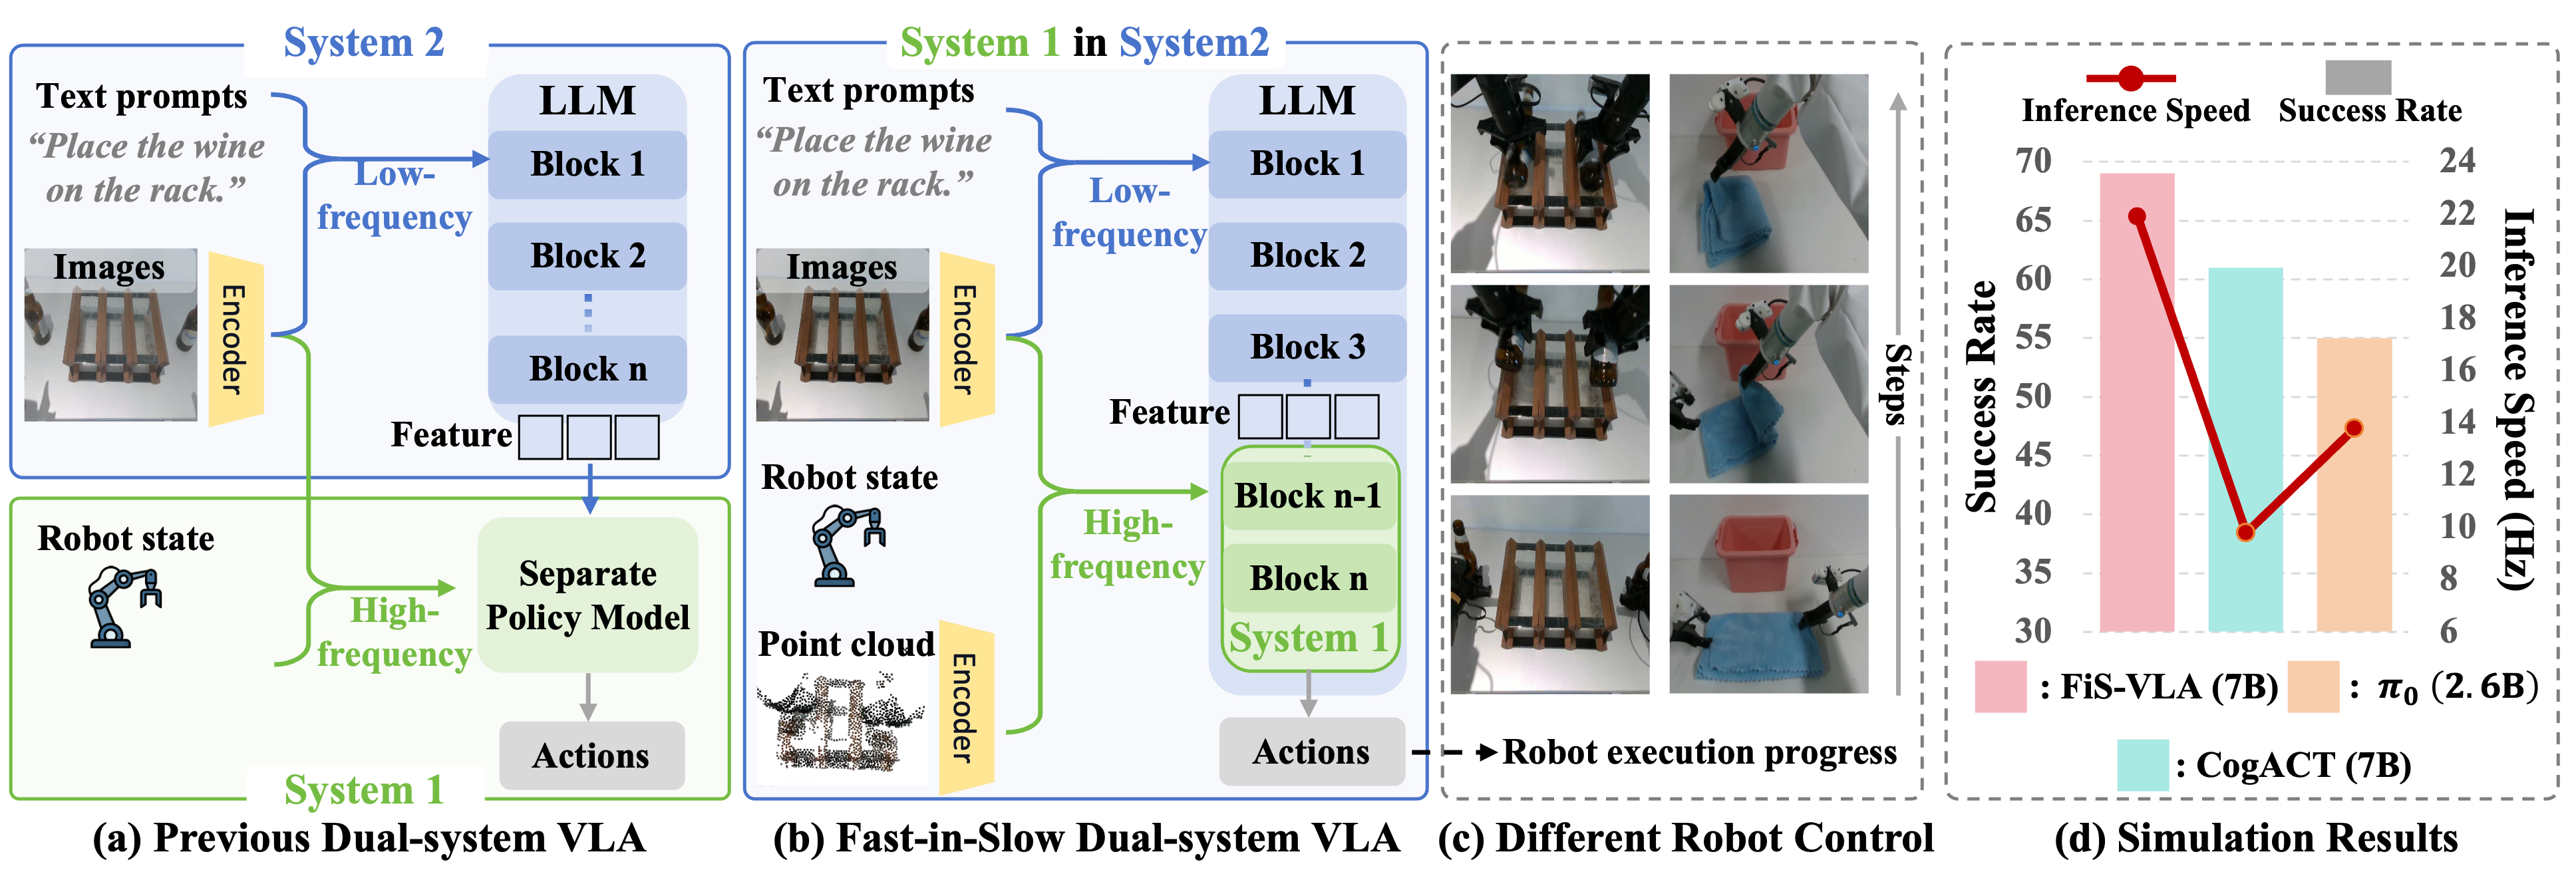 System 2
Text prompts
“Place the wine
on the rack.”
Images
Encoder
Low-
frequency
LLM
Block 1
Block 2
Block n
Feature
Robot state
High-
frequency
Separate
Policy Model
Actions
System 1
(a) Previous Dual-system VLA
System 1 in System2
Text prompts
“Place the wine
on the rack.”
Images
Encoder
Low-
frequency
LLM
Block 1
Block 2
Block 3
Feature
Robot state
High-
frequency
Block n-1
Block n
System 1
Point cloud
Encoder
Actions
(b) Fast-in-Slow Dual-system VLA
Steps
Robot execution progress
(c) Different Robot Control
Inference Speed
Success Rate
Success Rate
70
65
60
55
50
45
40
35
30
24
22
20
18
16
14
12
10
8
6
Inference Speed (Hz)
: FiS-VLA (7B)
: π₀ (2.6B)
: CogACT (7B)
(d) Simulation Results